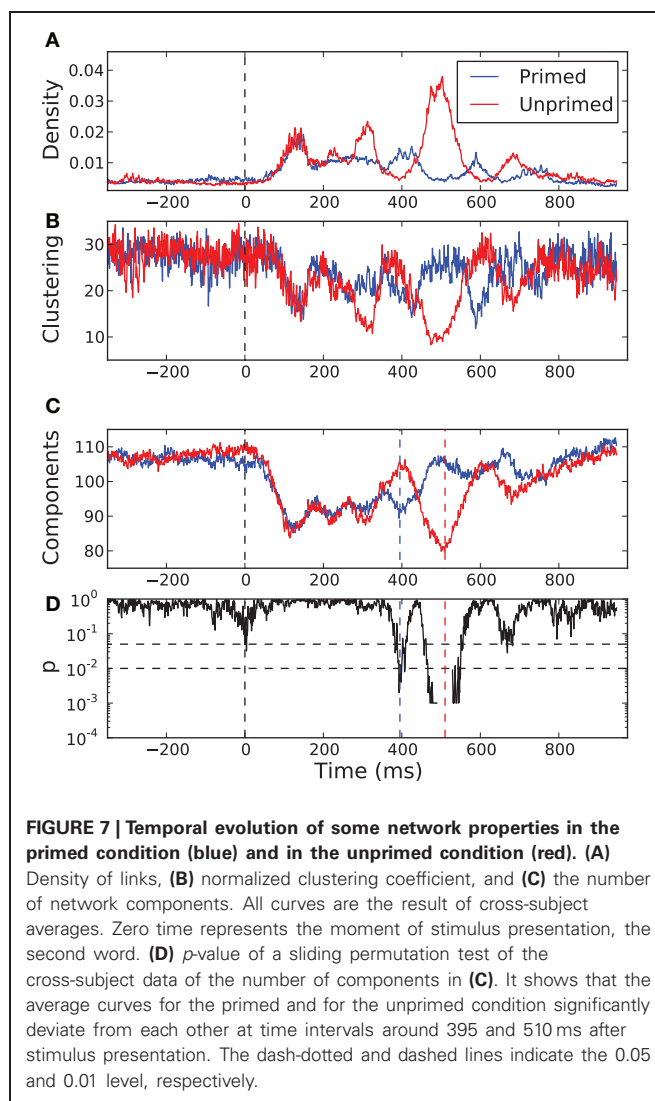 A
Density
0.04
0.03
0.02
0.01
Primed
Unprimed
−200 0 200 400 600 800
B
Clustering
30
20
10
−200 0 200 400 600 800
C
Components
110
100
90
80
−200 0 200 400 600 800
D
p
10^0
10^-1
10^-2
10^-3
10^-4
−200 0 200 400 600 800
Time (ms)
FIGURE 7 | Temporal evolution of some network properties in the
primed condition (blue) and in the unprimed condition (red). (A)
Density of links, (B) normalized clustering coefficient, and (C) the number
of network components. All curves are the result of cross-subject
averages. Zero time represents the moment of stimulus presentation, the
second word. (D) p-value of a sliding permutation test of the
cross-subject data of the number of components in (C). It shows that the
average curves for the primed and for the unprimed condition significantly
deviate from each other at time intervals around 395 and 510 ms after
stimulus presentation. The dash-dotted and dashed lines indicate the 0.05
and 0.01 level, respectively.